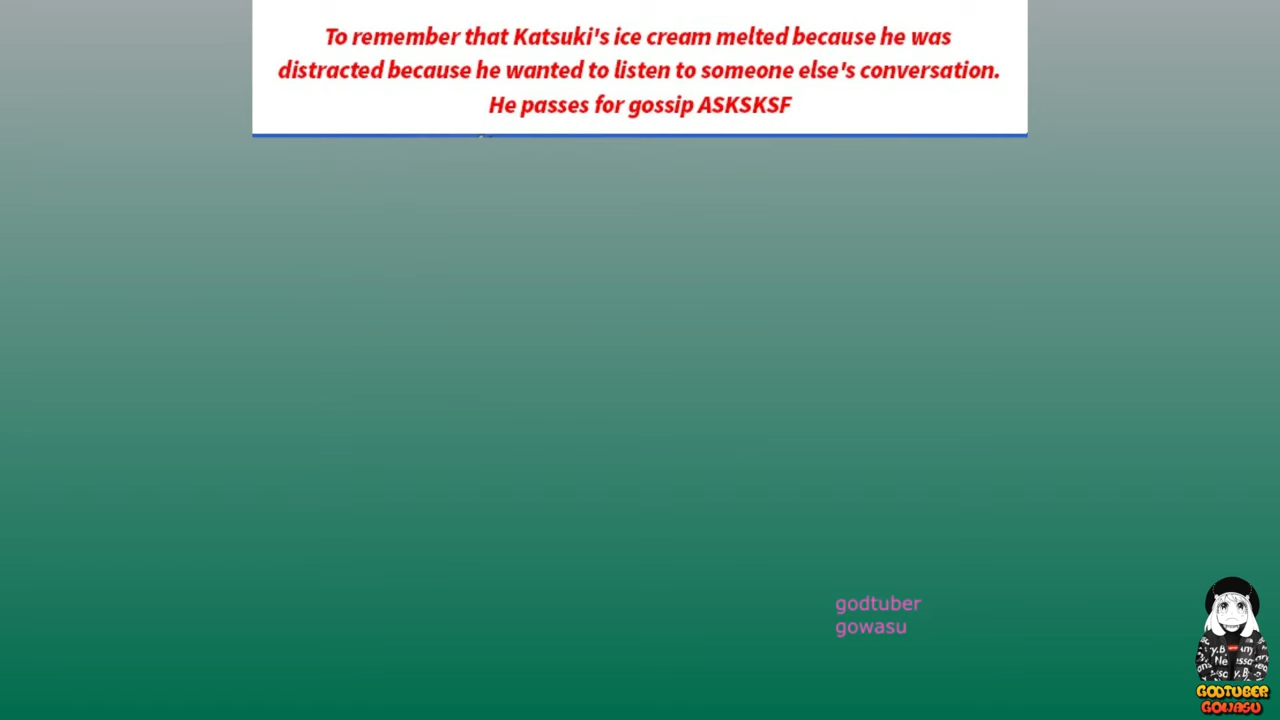 To remember that Katsuki's ice cream melted because he was
distracted because he wanted to listen to someone else's conversation.
He passes for gossip ASKSKSF
godtuber
gowasu
GODTUBER
GOWASU